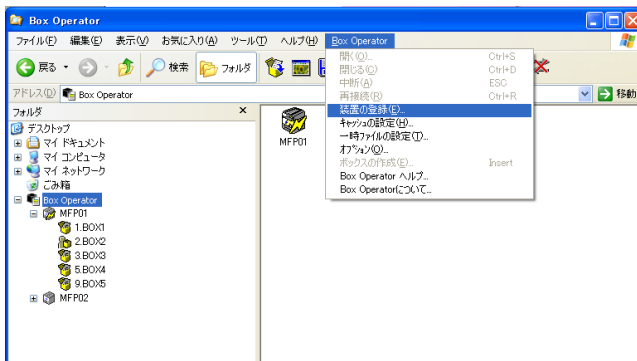 Box Operator
ファイル(F) 編集(E) 表示(V) お気に入り(A) ツール(T) ヘルプ(H) Box Operator
戻る 検索 フォルダ
アドレス(D) Box Operator 移動
フォルダ ×
デスクトップ
マイ ドキュメント
マイ コンピュータ
マイ ネットワーク
ごみ箱
Box Operator
MFP01
1.BOX1
2.BOX2
3.BOX3
5.BOX4
9.BOX5
MFP02
MFP01
開く(O)... Ctrl+S
閉じる(C) Ctrl+D
中断(A) ESC
再接続(R) Ctrl+R
装置の登録(E)...
キャッシュの設定(H)...
一時ファイルの設定(T)...
オプション(O)...
ボックスの作成(E)... Insert
Box Operator ヘルプ...
Box Operatorについて...